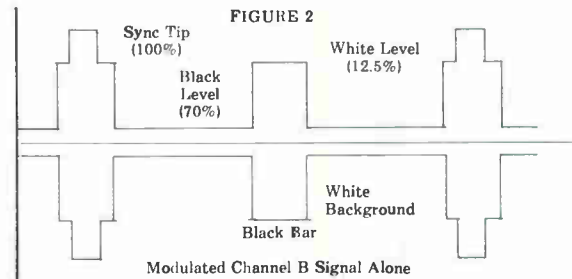 FIGURE 2
Sync Tip
(100%)
White Level
(12.5%)
Black
Level
(70%)
White
Background
Black Bar
Modulated Channel B Signal Alone